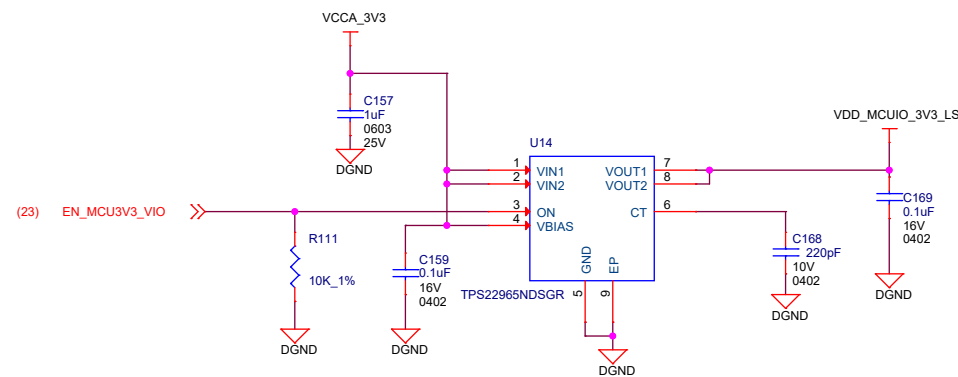 VCCA_3V3
C157
1uF
0603
25V
DGND
VDD_MCUIO_3V3_LS
U14
1
VIN1
VOUT1
7
2
VIN2
VOUT2
8
(23) EN_MCU3V3_VIO
3
ON
CT
6
4
VBIAS
C169
0.1uF
16V
0402
R111
10K_1%
C159
0.1uF
16V
0402
GND
EP
C168
220pF
10V
0402
TPS22965NDSGR
5
9
DGND
DGND
DGND
DGND
DGND